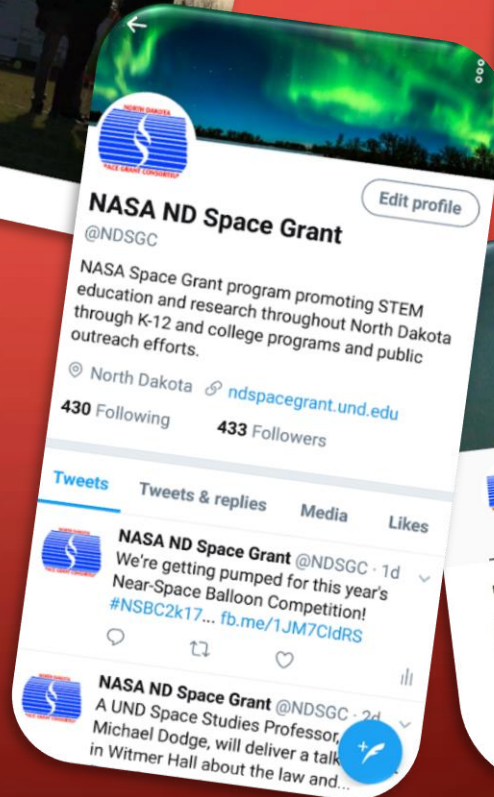 NORTH DAKOTA
Edit profile
NASA ND Space Grant
@NDSGC
NASA Space Grant program promoting STEM
education and research throughout North Dakota
through K-12 and college programs and public
outreach efforts.
North Dakota ndspacegrant.und.edu
430 Following 433 Followers
Tweets Tweets & replies Media Likes
NASA ND Space Grant @NDSGC · 1d
We're getting pumped for this year's
Near-Space Balloon Competition!
#NSBC2k17... fb.me/1JM7CIdRS
NASA ND Space Grant @NDSGC · 2d
A UND Space Studies Professor,
Michael Dodge, will deliver a talk
in Witmer Hall about the law and...